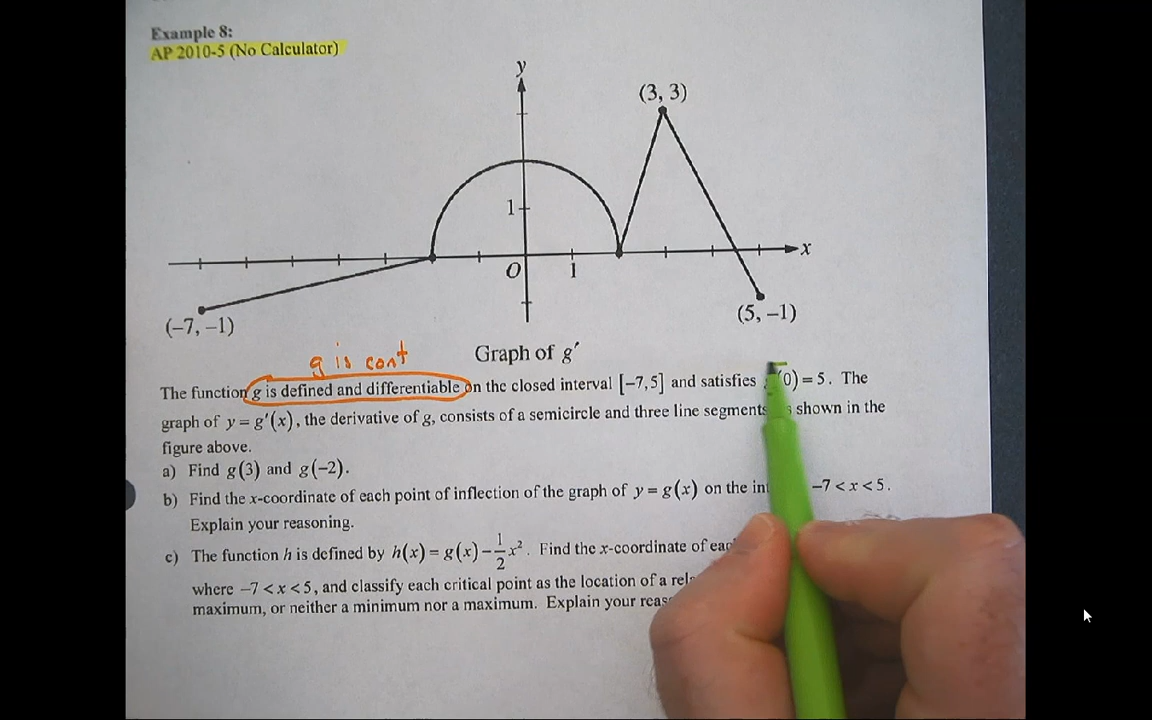 Example 8:
AP 2010-5 (No Calculator)
y
(3, 3)
1
O
1
x
(−7, −1)
(5, −1)
g is cont
Graph of g′
The function g is defined and differentiable on the closed interval [−7,5] and satisfies (0) = 5. The
graph of y = g′(x), the derivative of g, consists of a semicircle and three line segments shown in the
figure above.
a) Find g(3) and g(−2).
b) Find the x-coordinate of each point of inflection of the graph of y = g(x) on the −7 < x < 5.
Explain your reasoning.
c) The function h is defined by h(x) = g(x) − 1/2 x². Find the x-coordinate of
where −7 < x < 5, and classify each critical point as the location of a
maximum, or neither a minimum nor a maximum. Explain your